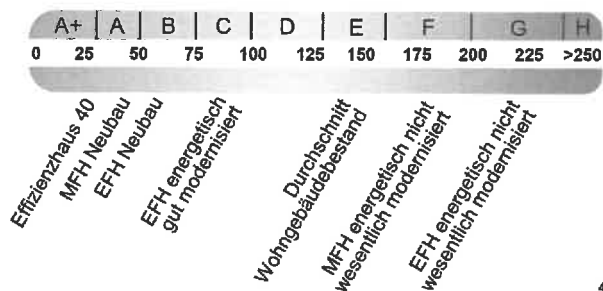 A+ A B C D E F G H
0 25 50 75 100 125 150 175 200 225 >250
Effizienzhaus 40
MFH Neubau
EFH Neubau
EFH energetisch
gut modernisiert
Durchschnitt
Wohngebäudebestand
MFH energetisch nicht
wesentlich modernisiert
EFH energetisch nicht
wesentlich modernisiert